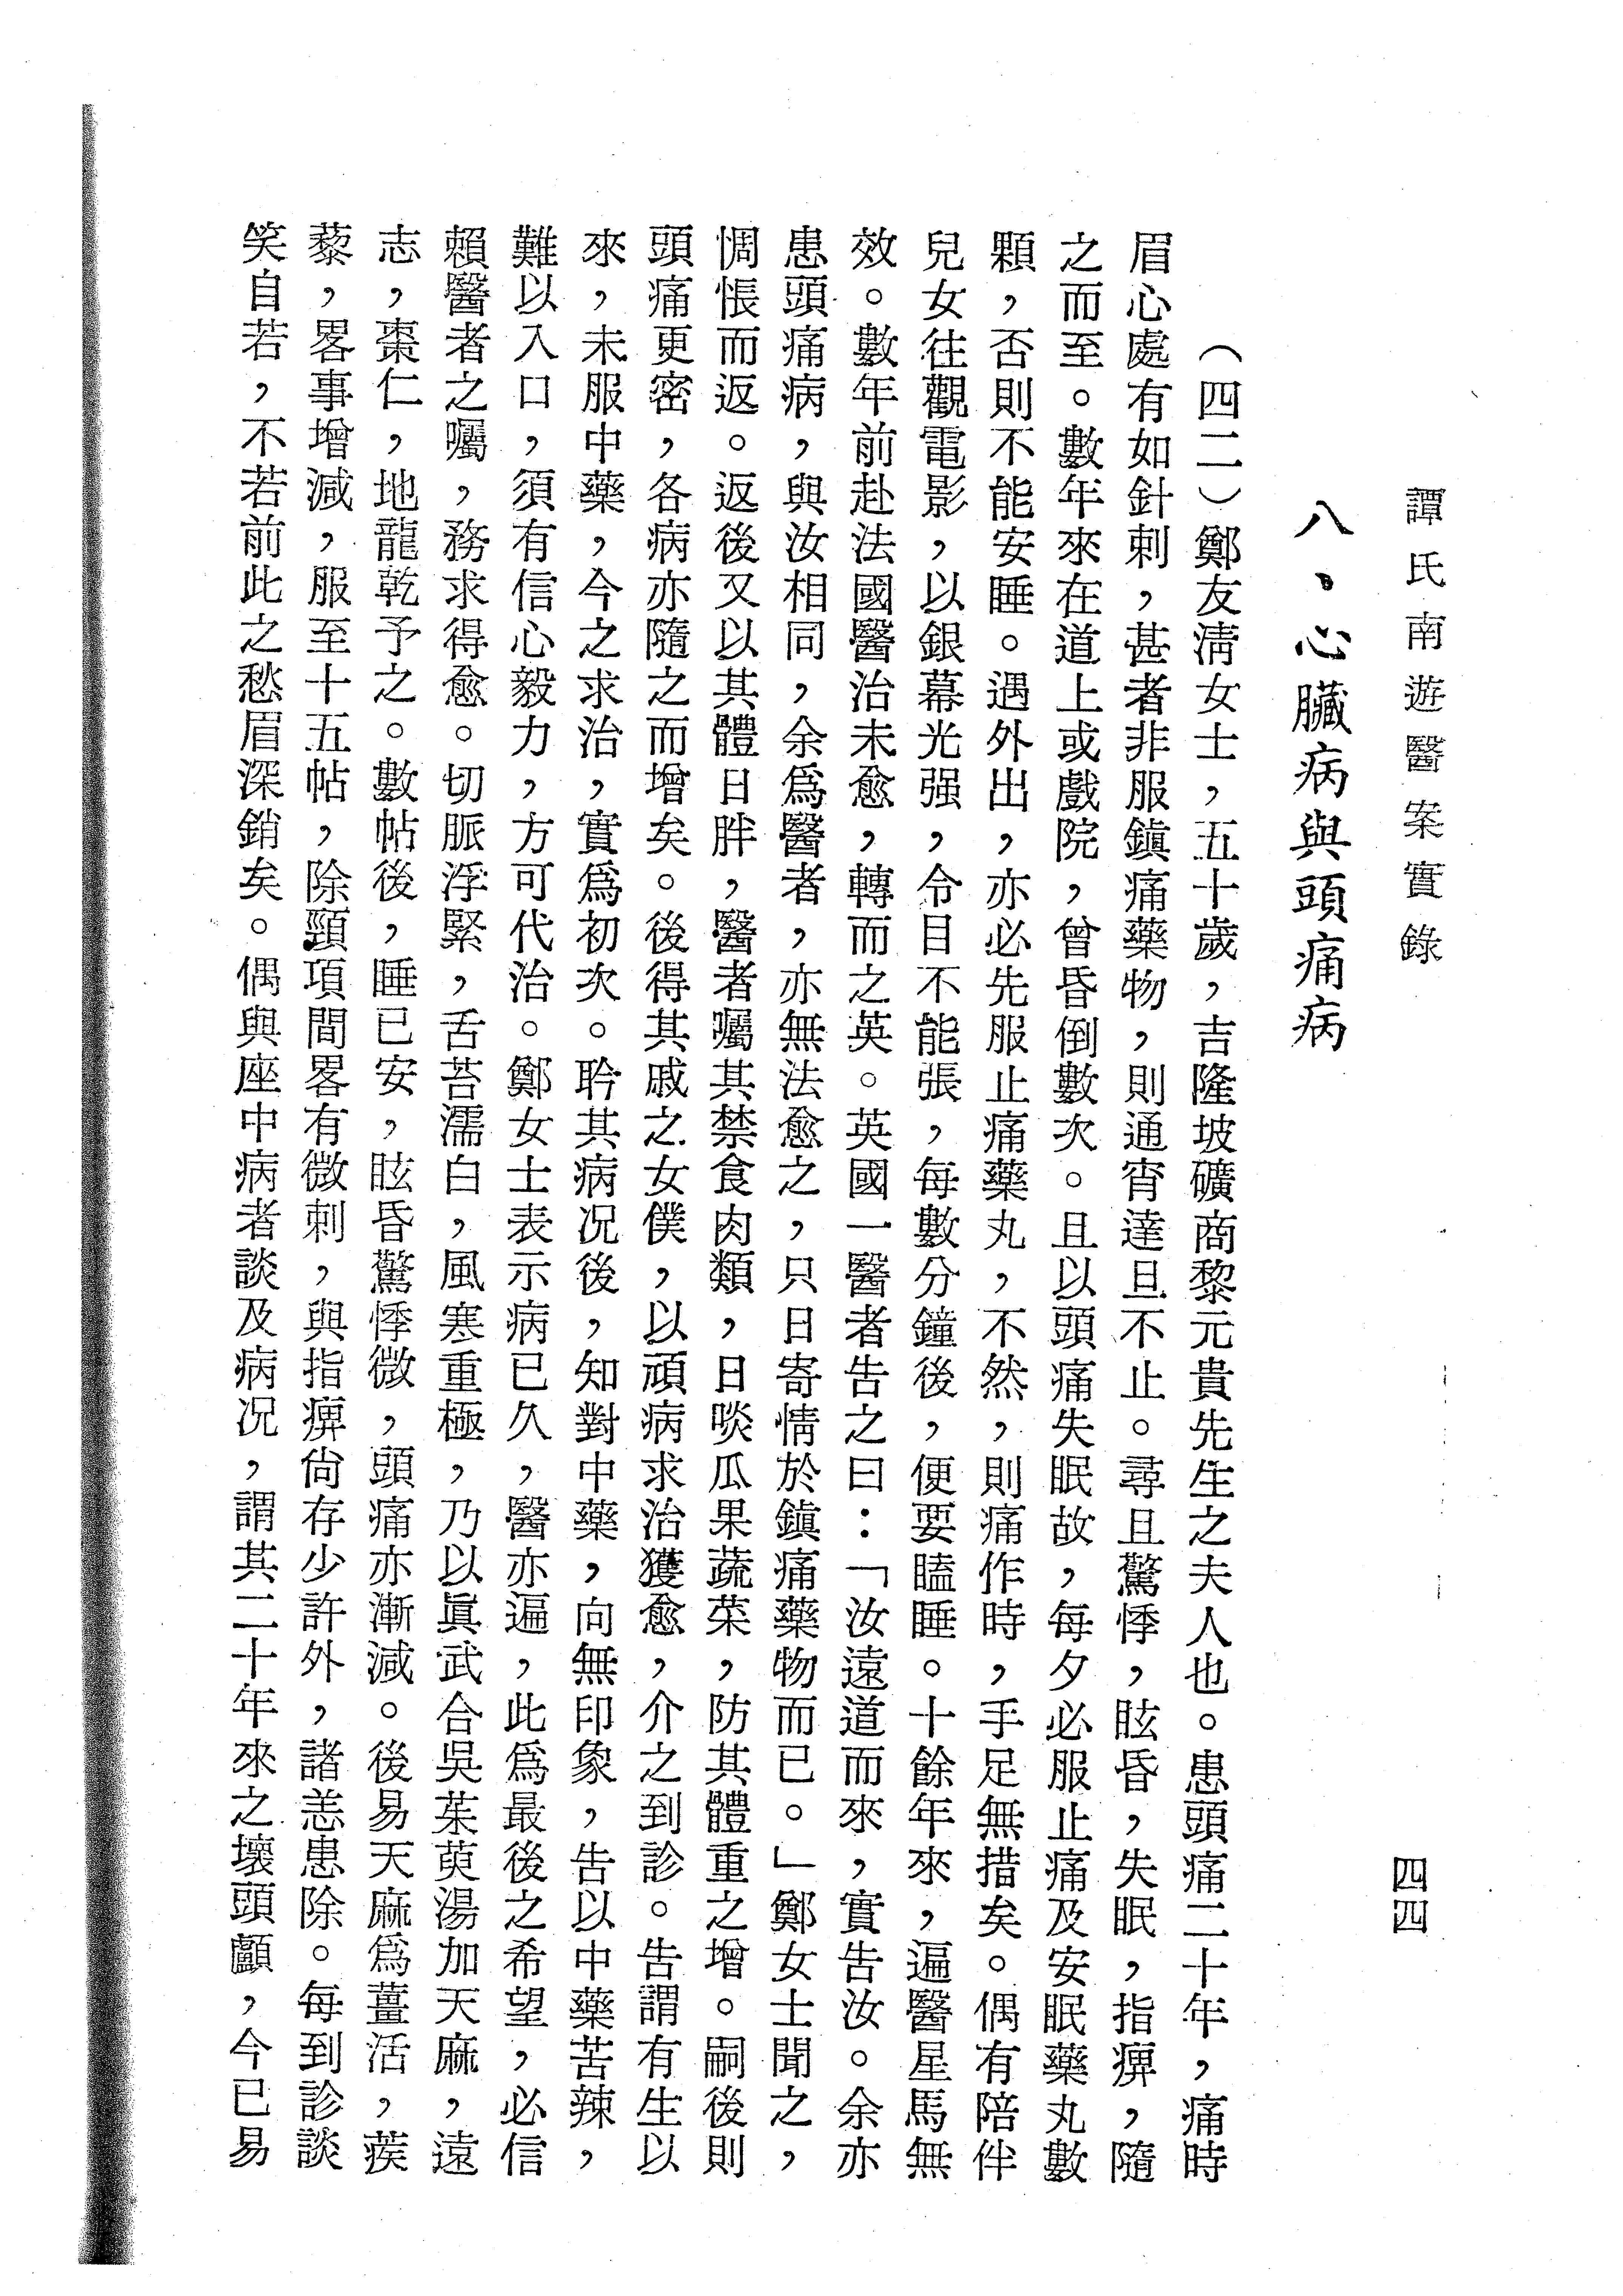 譚氏南遊醫案實錄
四四
八、心臟病與頭痛病
（四二）鄭友淸女士，五十歲，吉隆坡礦商黎元貴先生之夫人也。患頭痛二十年，痛時
眉心處有如針刺，甚者非服鎭痛藥物，則通宵達旦不止。尋且驚悸，眩昏，失眠，指痹，隨
之而至。數年來在道上或戲院，曾昏倒數次。且以頭痛失眠故，每夕必服止痛及安眠藥丸數
顆，否則不能安睡。遇外出，亦必先服止痛藥丸，不然，則痛作時，手足無措矣。偶有陪伴
兒女往觀電影，以銀幕光强，令目不能張，每數分鐘後，便要瞌睡。十餘年來，遍醫星馬無
效。數年前赴法國醫治未愈，轉而之英。英國一醫者告之曰：「汝遠道而來，實告汝。余亦
患頭痛病，與汝相同，余爲醫者，亦無法愈之，只日寄情於鎭痛藥物而已。」鄭女士聞之，
惆悵而返。返後又以其體日胖，醫者囑其禁食肉類，日啖瓜果蔬菜，防其體重之增。嗣後則
頭痛更密，各病亦隨之而增矣。後得其戚之女僕，以頑病求治獲愈，介之到診。告謂有生以
來，未服中藥，今之求治，實爲初次。聆其病况後，知對中藥，向無印象，告以中藥苦辣，
難以入口，須有信心毅力，方可代治。鄭女士表示病已久，醫亦遍，此爲最後之希望，必信
賴醫者之囑，務求得愈。切脈浮緊，舌苔濡白，風寒重極，乃以眞武合吳茱萸湯加天麻，遠
志，棗仁，地龍乾予之。數帖後，睡已安，眩昏驚悸微，頭痛亦漸減。後易天麻爲薑活，蒺
藜，畧事增減，服至十五帖，除頸項間畧有微刺，與指痹尙存少許外，諸恙患除。每到診談
笑自若，不若前此之愁眉深銷矣。偶與座中病者談及病况，謂其二十年來之壞頭顱，今已易